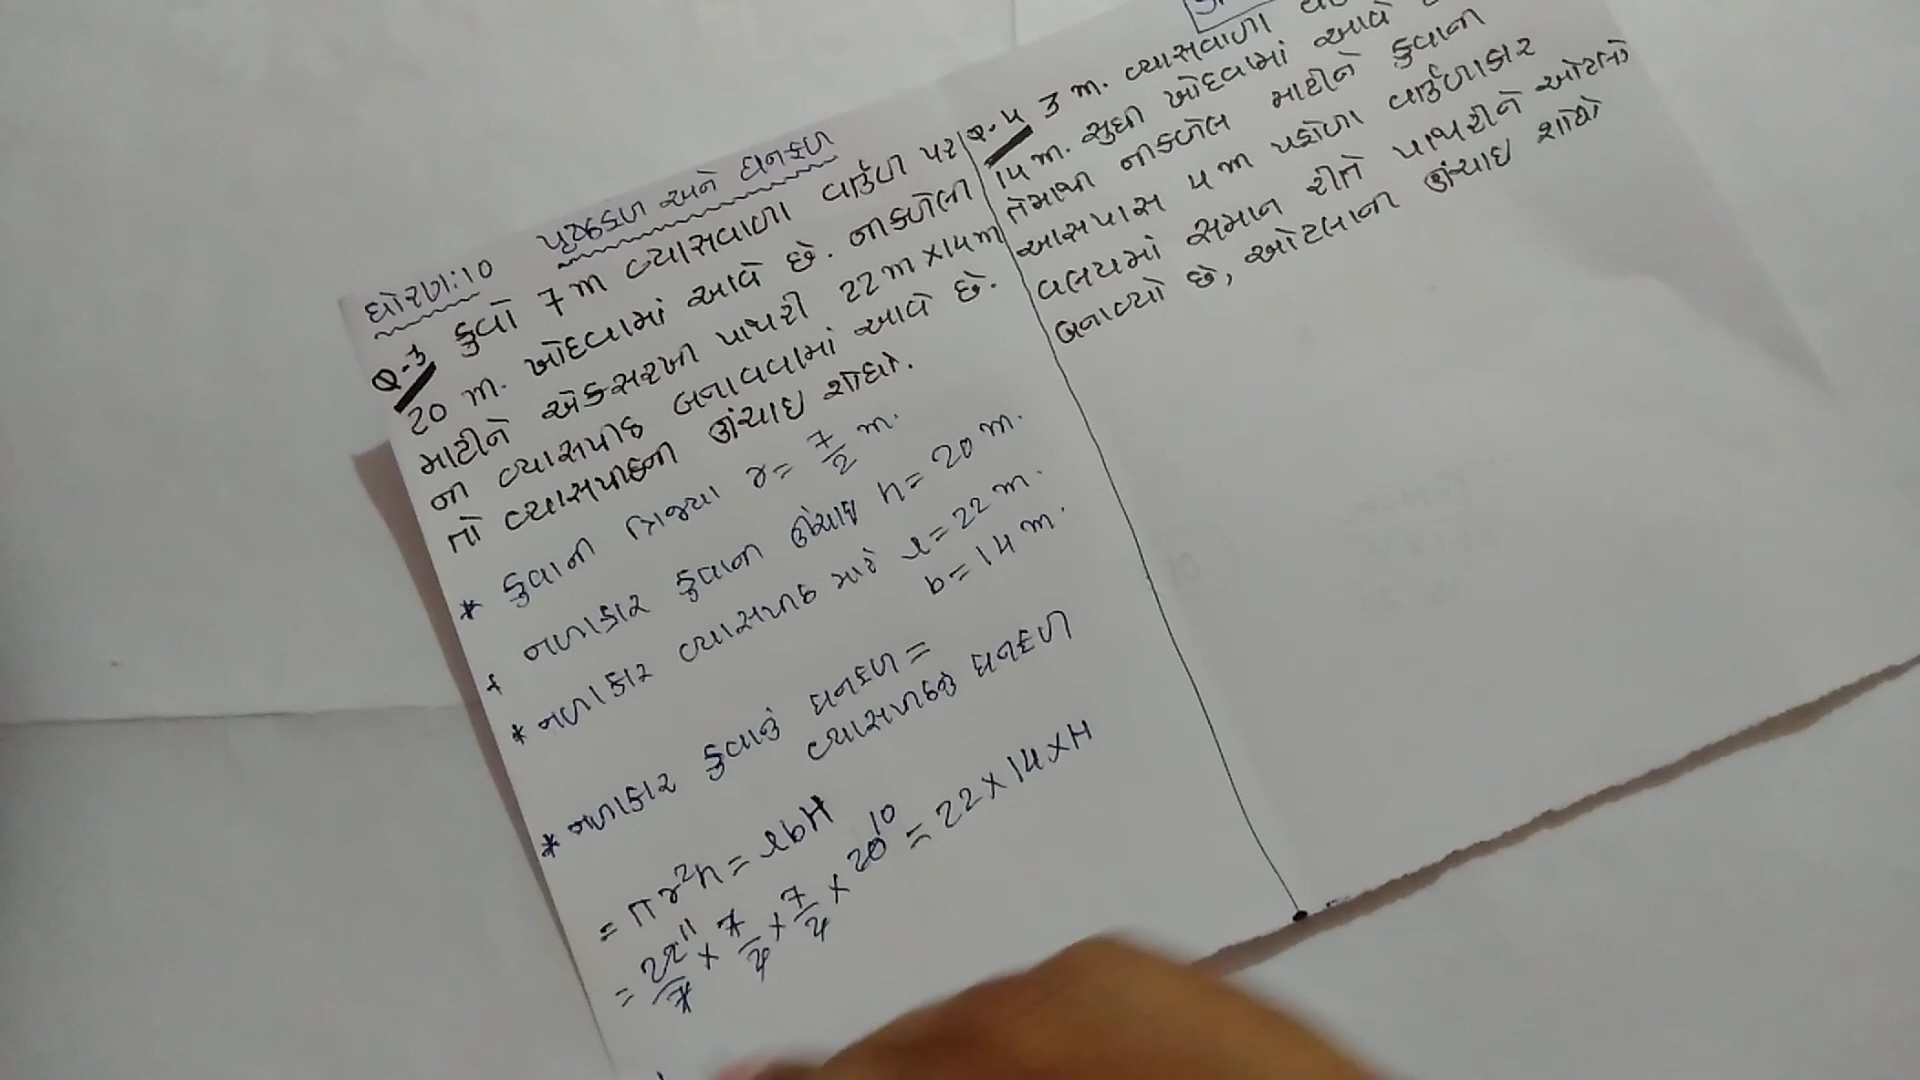 ધોરણ:10 પૃષ્ઠફળ અને ઘનફળ
Q-3 કુવો 7m વ્યાસવાળા વર્તુળ પર
20 m. ખોદવામાં આવે છે. નીકળેલી
માટીને એકસરખી પાથરી 22m x14m
ના વ્યાસપીઠ બનાવવામાં આવે છે.
તો વ્યાસપીઠની ઊંચાઇ શોધો.
* કુવાની ત્રિજ્યા r= 7/2 m.
* નળાકાર કુવાની ઊંચાઇ h= 20 m.
* નળાકાર વ્યાસપીઠ માટે l=22 m.
b=14 m.
* નળાકાર કુવાનું ઘનફળ =
વ્યાસપીઠનું ઘનફળ
= πr²h = lbH
= 22 11/7 x 7/2 x 7/2 x 20 10 = 22 x 14 x H
Q-4 3 m. વ્યાસવાળા
14 m. સુધી ખોદવામાં આવે
તેમાંથી નીકળેલ માટીને કુવાની
આસપાસ 4 m પહોળા વર્તુળાકાર
વલયમાં સમાન રીતે પાથરીને ઓટલો
બનાવ્યો છે, ઓટલાની ઊંચાઇ શોધો